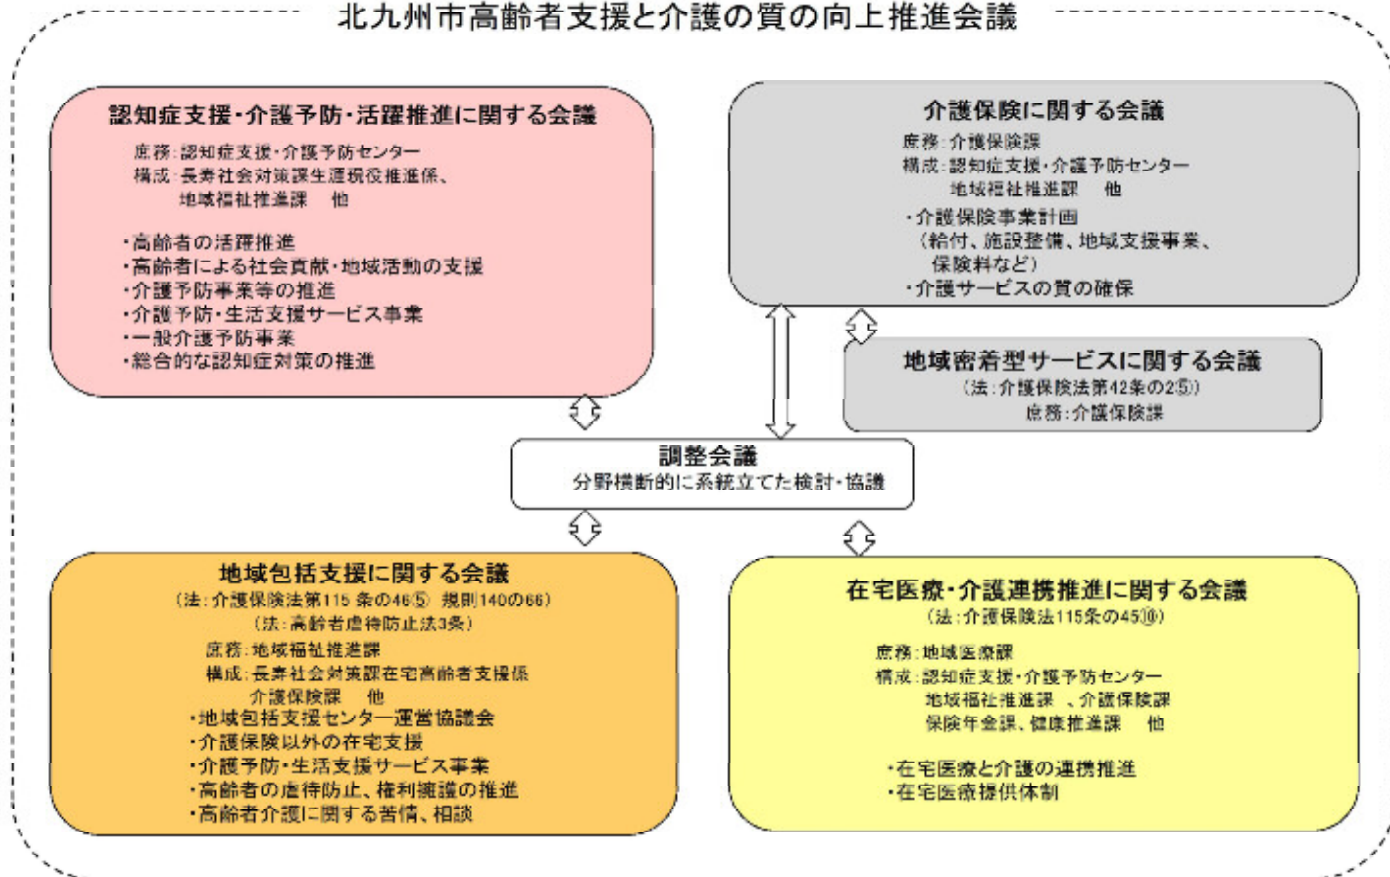 北九州市高齢者支援と介護の質の向上推進会議
認知症支援・介護予防・活躍推進に関する会議
庶務:認知症支援・介護予防センター
構成:長寿社会対策課生涯現役推進係、
地域福祉推進課　他
・高齢者の活躍推進
・高齢者による社会貢献・地域活動の支援
・介護予防事業等の推進
・介護予防・生活支援サービス事業
・一般介護予防事業
・総合的な認知症対策の推進
介護保険に関する会議
庶務:介護保険課
構成:認知症支援・介護予防センター
地域福祉推進課　他
・介護保険事業計画
(給付、施設整備、地域支援事業、
保険料など)
・介護サービスの質の確保
地域密着型サービスに関する会議
(法:介護保険法第42条の2⑤)
庶務:介護保険課
調整会議
分野横断的に系統立てた検討・協議
地域包括支援に関する会議
(法:介護保険法第115 条の46⑤ 規則140の66)
(法:高齢者虐待防止法3条)
庶務:地域福祉推進課
構成:長寿社会対策課在宅高齢者支援係
介護保険課　他
・地域包括支援センター運営協議会
・介護保険以外の在宅支援
・介護予防・生活支援サービス事業
・高齢者の虐待防止、権利擁護の推進
・高齢者介護に関する苦情、相談
在宅医療・介護連携推進に関する会議
(法:介護保険法115条の45⑩)
庶務:地域医療課
構成:認知症支援・介護予防センター
地域福祉推進課 、介護保険課
保険年金課、健康推進課　他
・在宅医療と介護の連携推進
・在宅医療提供体制